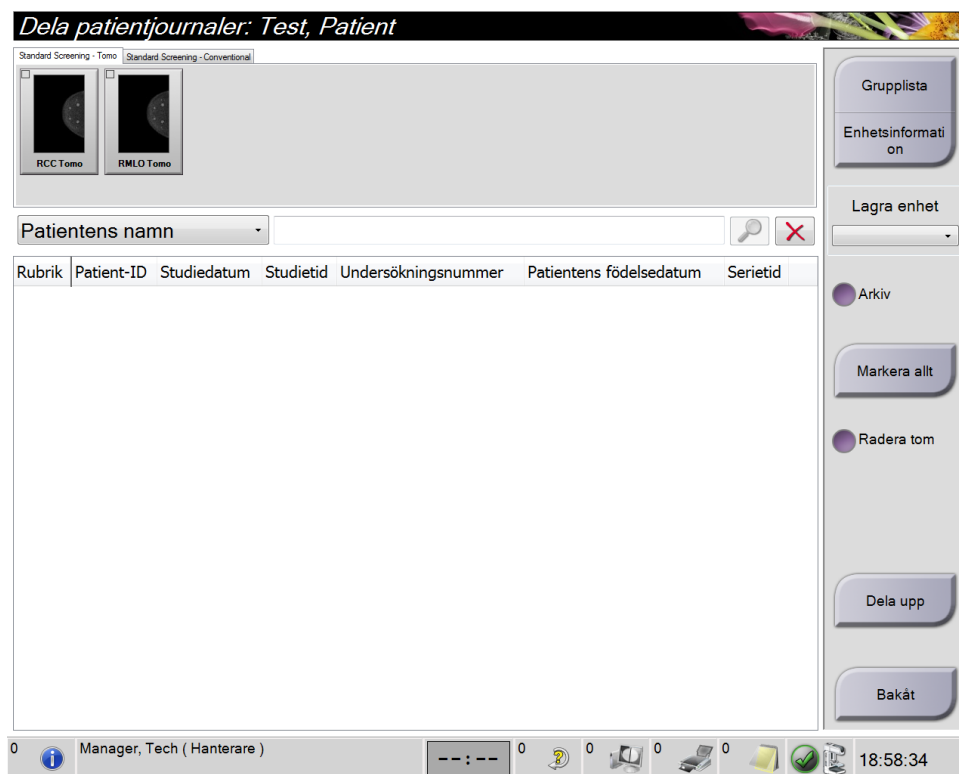 Dela patientjournaler: Test, Patient
Standard Screening - Tomo Standard Screening - Conventional
RCC Tomo RMLO Tomo
Grupplista
Enhetsinformati
on
Lagra enhet
Patientens namn
Rubrik Patient-ID Studiedatum Studietid Undersökningsnummer Patientens födelsedatum Serietid
Arkiv
Markera allt
Radera tom
Dela upp
Bakåt
0 Manager, Tech ( Hanterare ) --:-- 0 0 0 0 18:58:34